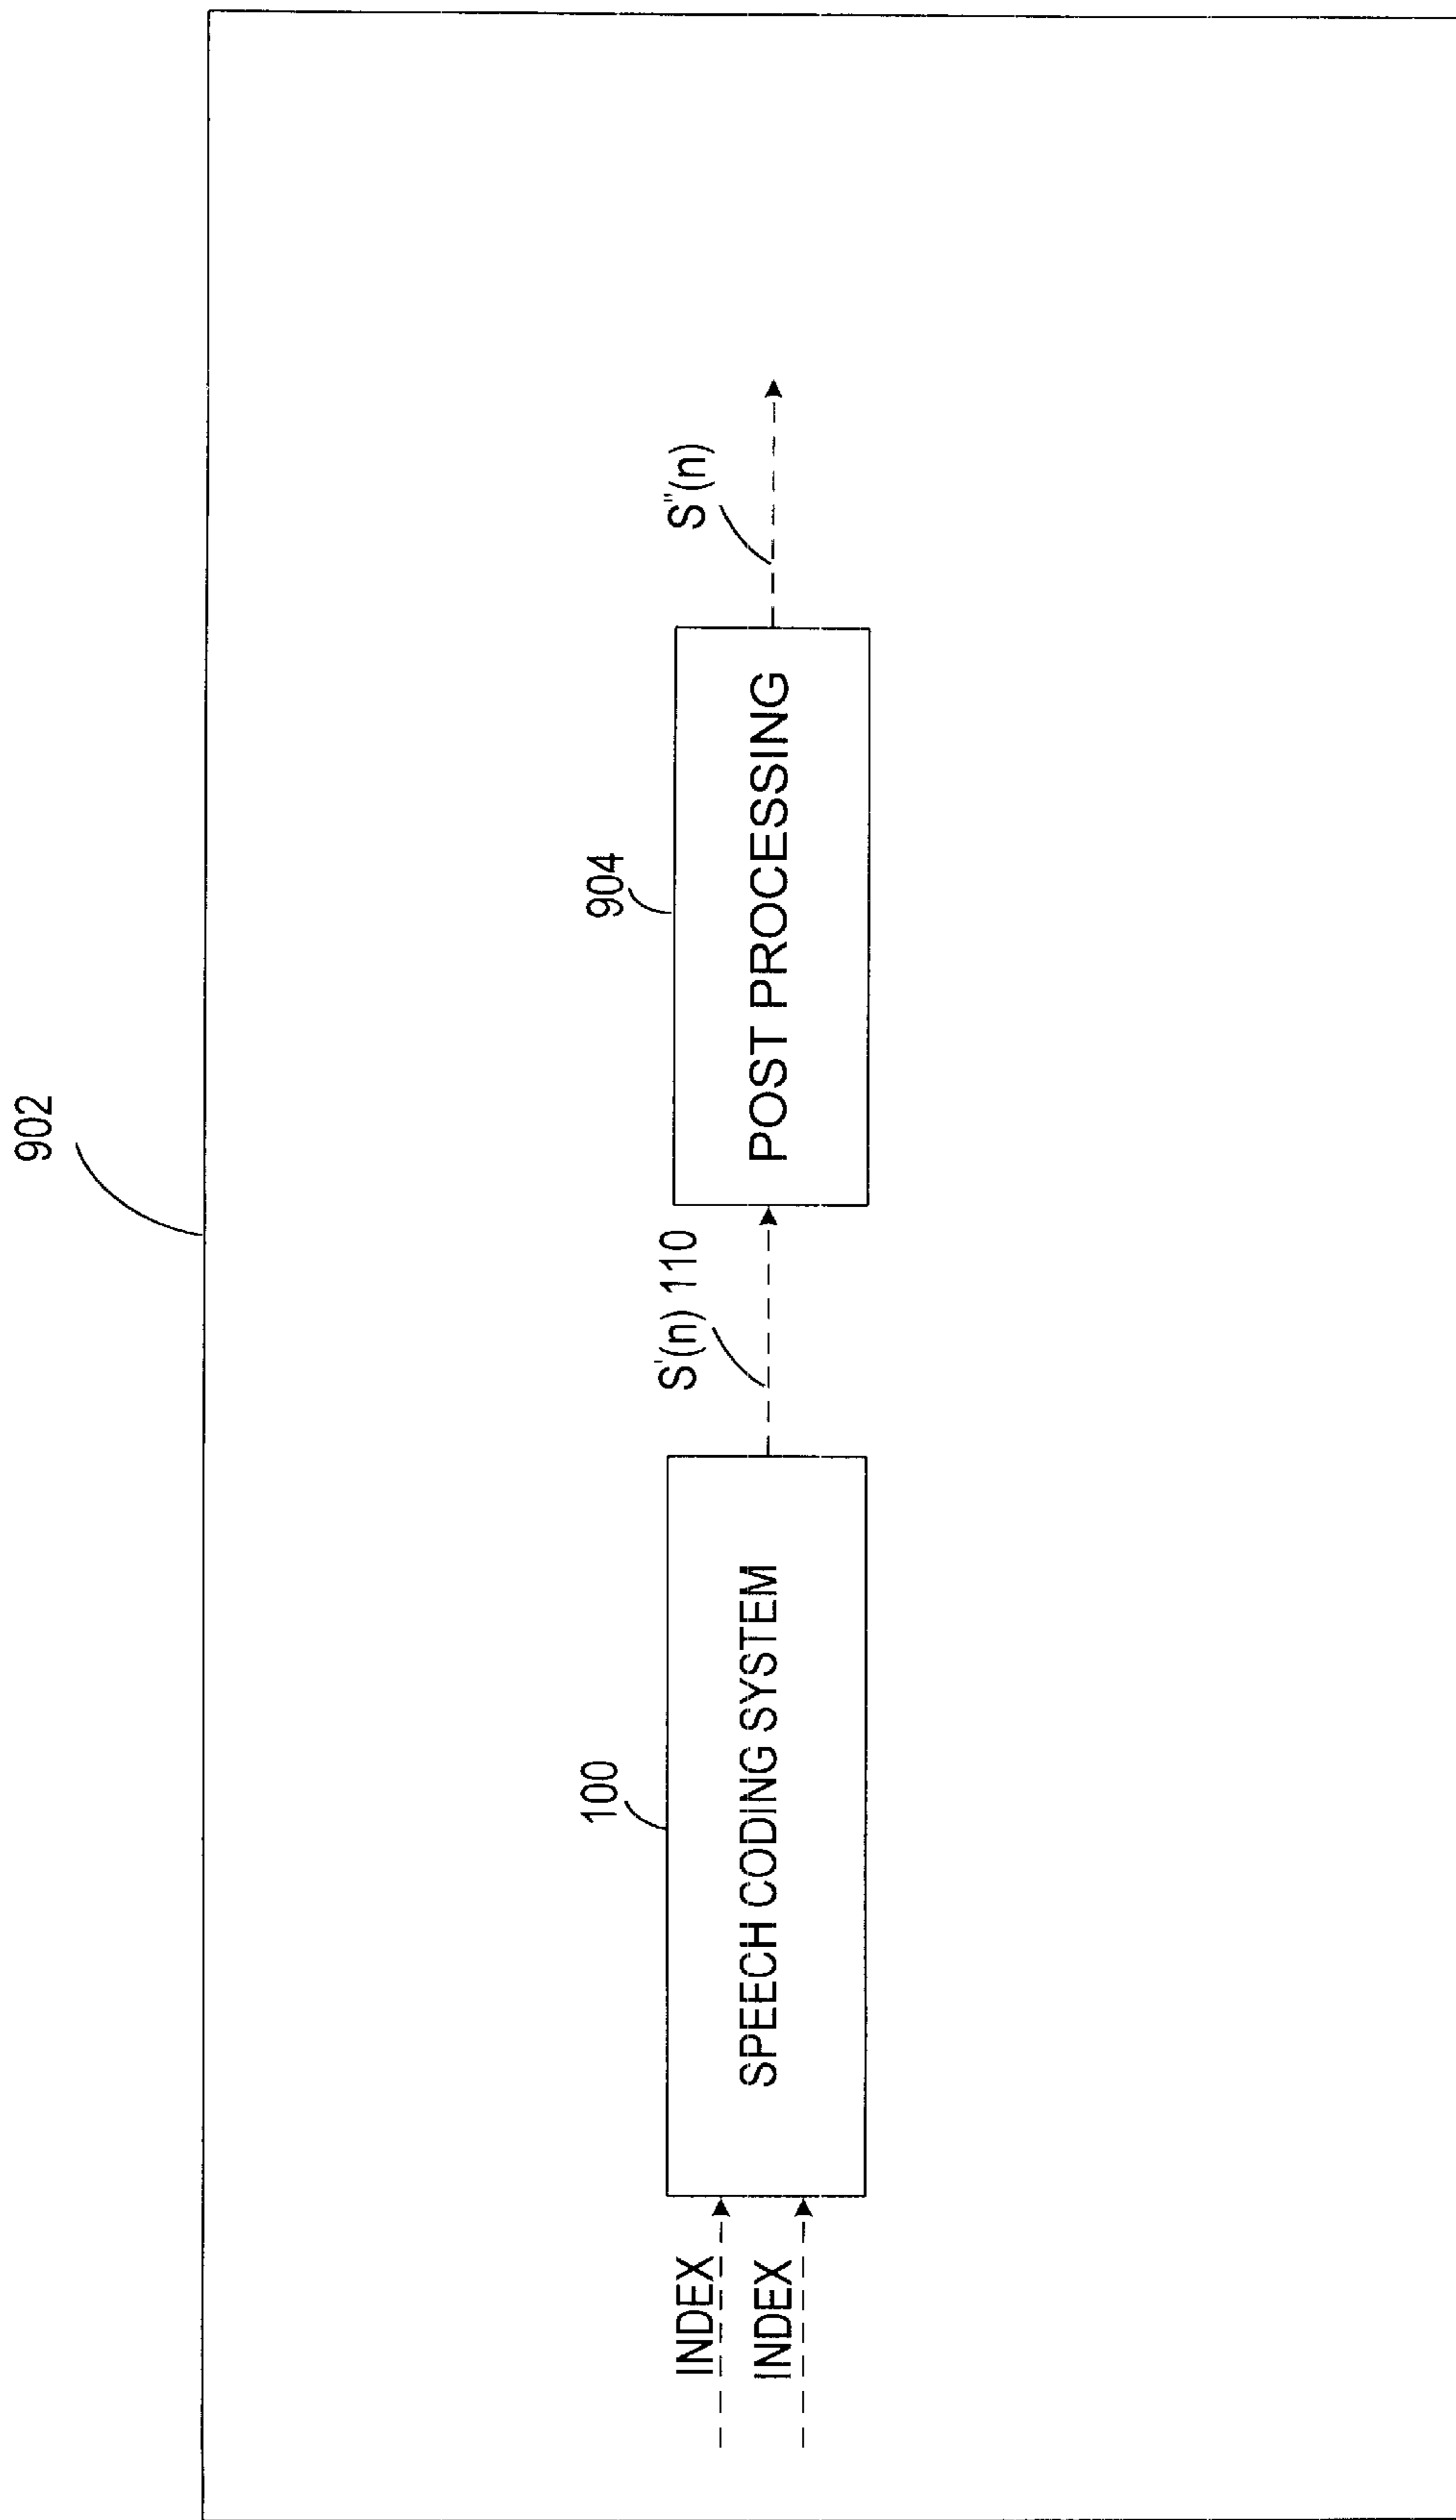 902
100
904
INDEX
INDEX
SPEECH CODING SYSTEM
S'(n) 110
POST PROCESSING
S"(n)